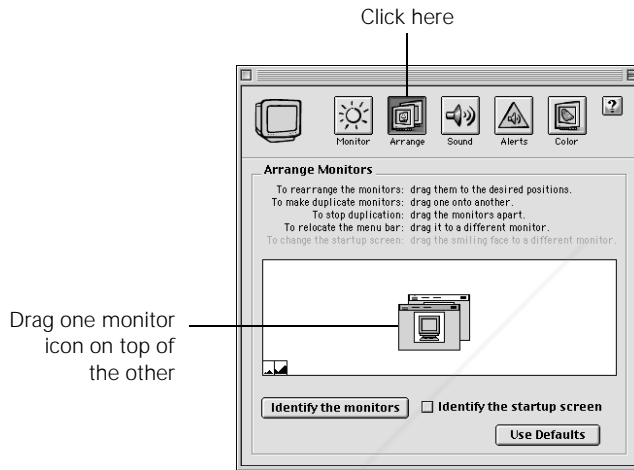 Click here
?
Monitor Arrange Sound Alerts Color
Arrange Monitors
To rearrange the monitors: drag them to the desired positions.
To make duplicate monitors: drag one onto another.
To stop duplication: drag the monitors apart.
To relocate the menu bar: drag it to a different monitor.
To change the startup screen: drag the smiling face to a different monitor.
Drag one monitor
icon on top of
the other
Identify the monitors
Identify the startup screen
Use Defaults